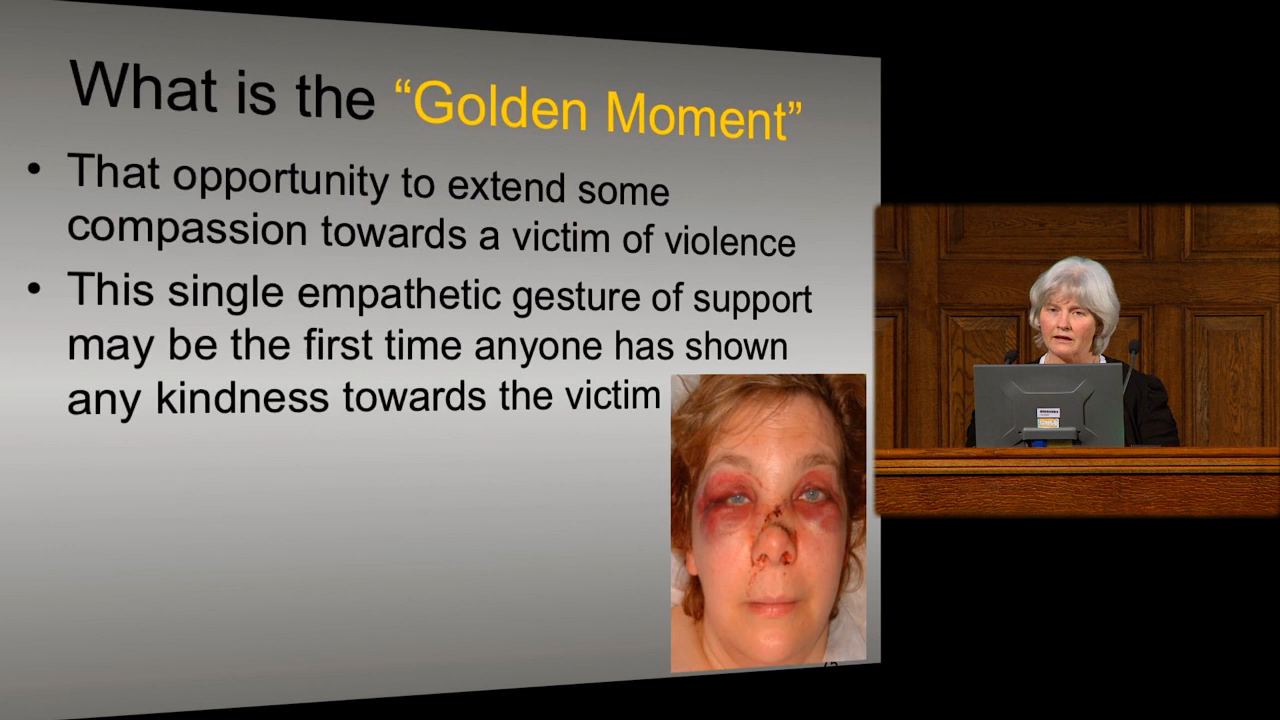 What is the “Golden Moment”
• That opportunity to extend some
compassion towards a victim of violence
• This single empathetic gesture of support
may be the first time anyone has shown
any kindness towards the victim